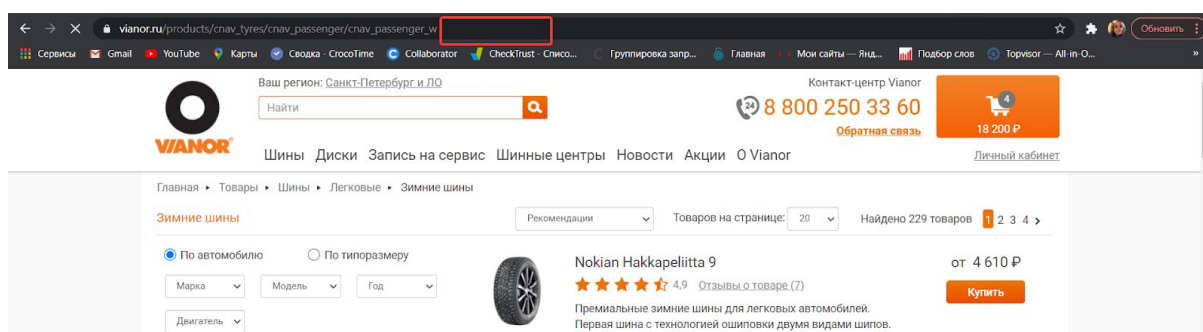 vianor.ru/products/cnav_tyres/cnav_passenger/cnav_passenger_w
Обновить
Сервисы Gmail YouTube Карты Сводка - CrocoTime Collaborator CheckTrust - Списо... Группировка запр... Главная Мои сайты — Янд... Подбор слов Topvisor — All-in-O... »
Ваш регион: Санкт-Петербург и ЛО
Контакт-центр Vianor
Найти
24 8 800 250 33 60
4
18 200 ₽
Обратная связь
VIANOR
Шины Диски Запись на сервис Шинные центры Новости Акции О Vianor
Личный кабинет
Главная ▸ Товары ▸ Шины ▸ Легковые ▸ Зимние шины
Зимние шины
Рекомендации
Товаров на странице: 20
Найдено 229 товаров 1 2 3 4 >
По автомобилю По типоразмеру
Nokian Hakkapeliitta 9
от 4 610 ₽
Марка Модель Год
4,9 Отзывы о товаре (7)
Купить
Двигатель
Премиальные зимние шины для легковых автомобилей.
Первая шина с технологией ошиповки двумя видами шипов.